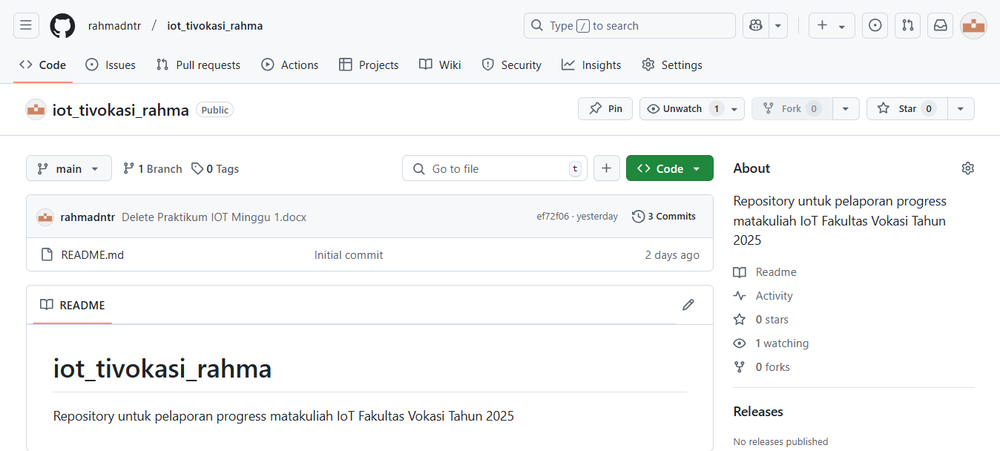 rahmadntr / iot_tivokasi_rahma Type / to search
Code Issues Pull requests Actions Projects Wiki Security Insights Settings
iot_tivokasi_rahma Public Pin Unwatch 1 Fork 0 Star 0
main 1 Branch 0 Tags Go to file t + Code
rahmadntr Delete Praktikum IOT Minggu 1.docx ef72f06 · yesterday 3 Commits
README.md Initial commit 2 days ago
README
iot_tivokasi_rahma
Repository untuk pelaporan progress matakuliah IoT Fakultas Vokasi Tahun 2025
About
Repository untuk pelaporan progress
matakuliah IoT Fakultas Vokasi Tahun
2025
Readme
Activity
0 stars
1 watching
0 forks
Releases
No releases published